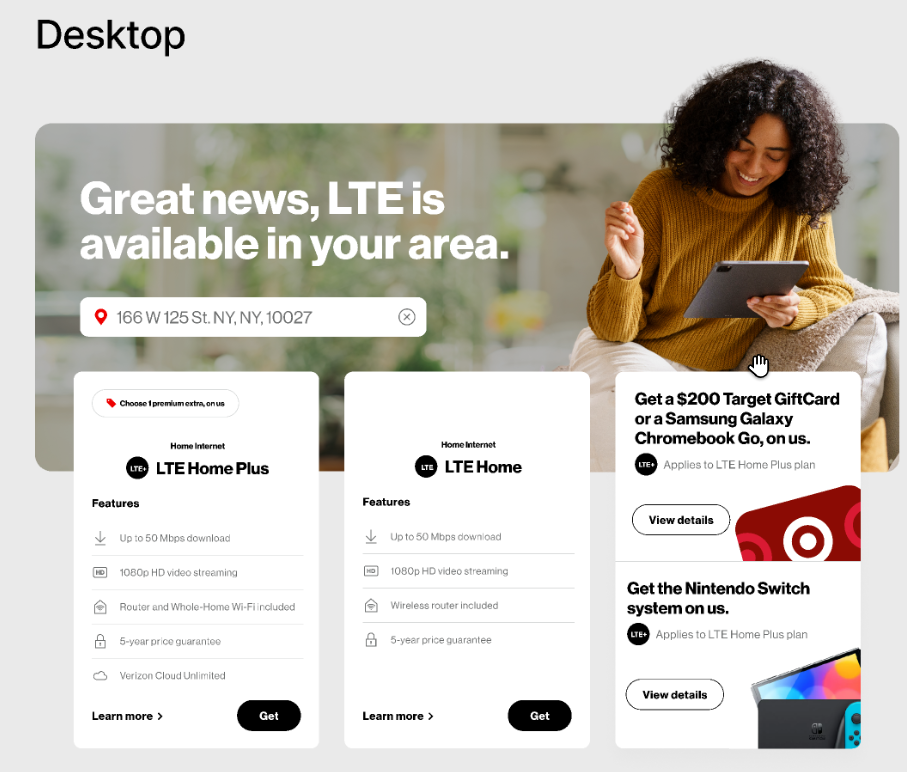 Desktop
Great news, LTE is
available in your area.
166 W 125 St. NY, NY, 10027
Choose 1 premium extra, on us
Home Internet
LTE+ LTE Home Plus
Features
Up to 50 Mbps download
HD 1080p HD video streaming
Router and Whole-Home Wi-Fi included
5-year price guarantee
Verizon Cloud Unlimited
Learn more
Get
Home Internet
LTE LTE Home
Features
Up to 50 Mbps download
HD 1080p HD video streaming
Wireless router included
5-year price guarantee
Learn more
Get
Get a $200 Target GiftCard
or a Samsung Galaxy
Chromebook Go, on us.
LTE+ Applies to LTE Home Plus plan
View details
Get the Nintendo Switch
system on us.
LTE+ Applies to LTE Home Plus plan
View details